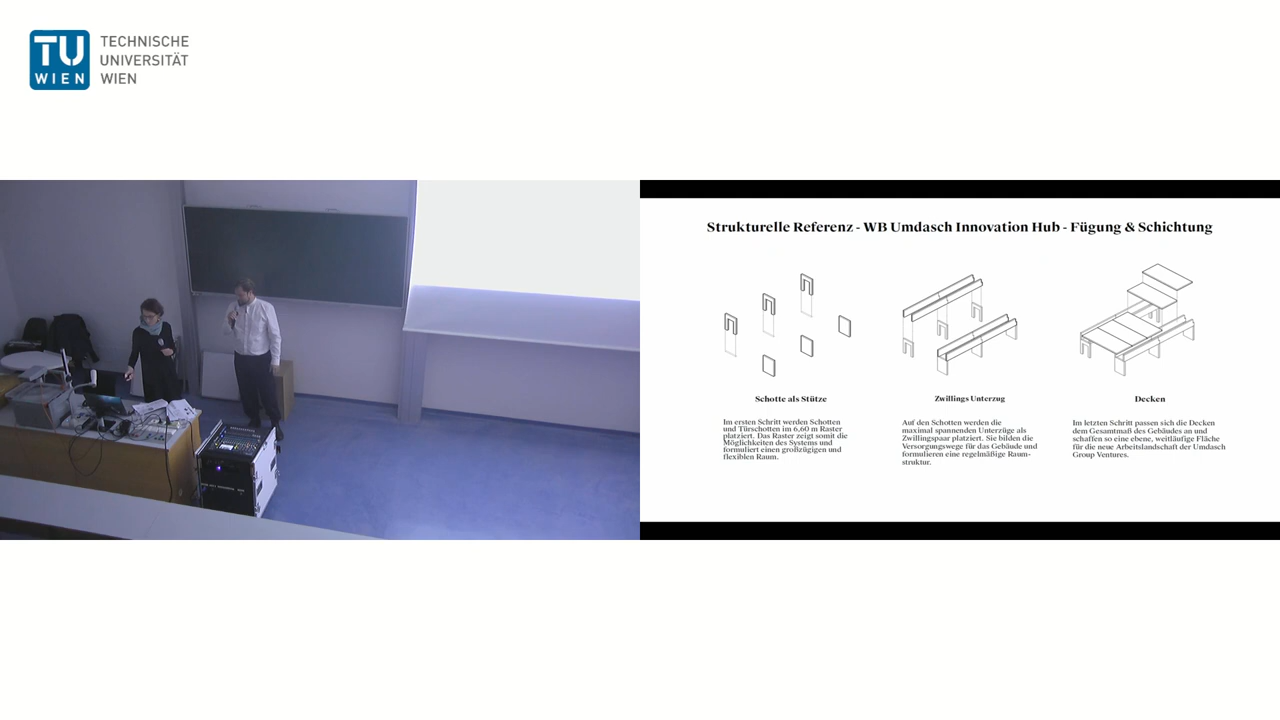 TU
WIEN
TECHNISCHE
UNIVERSITÄT
WIEN
Strukturelle Referenz - WB Umdasch Innovation Hub - Fügung & Schichtung
Schotte als Stütze
Im ersten Schritt werden Schotten
und Türschotten im 6,60 m Raster
platziert. Das Raster zeigt somit die
Möglichkeiten des Systems und
formuliert einen großzügigen und
flexiblen Raum.
Zwillings Unterzug
Auf den Schotten werden die
maximal spannenden Unterzüge als
Zwillingspaar platziert. Sie bilden die
Versorgungswege für das Gebäude und
formulieren eine regelmäßige Raum-
struktur.
Decken
Im letzten Schritt passen sich die Decken
dem Gesamtmaß des Gebäudes an und
schaffen so eine ebene, weitläufige Fläche
für die neue Arbeitslandschaft der Umdasch
Group Ventures.